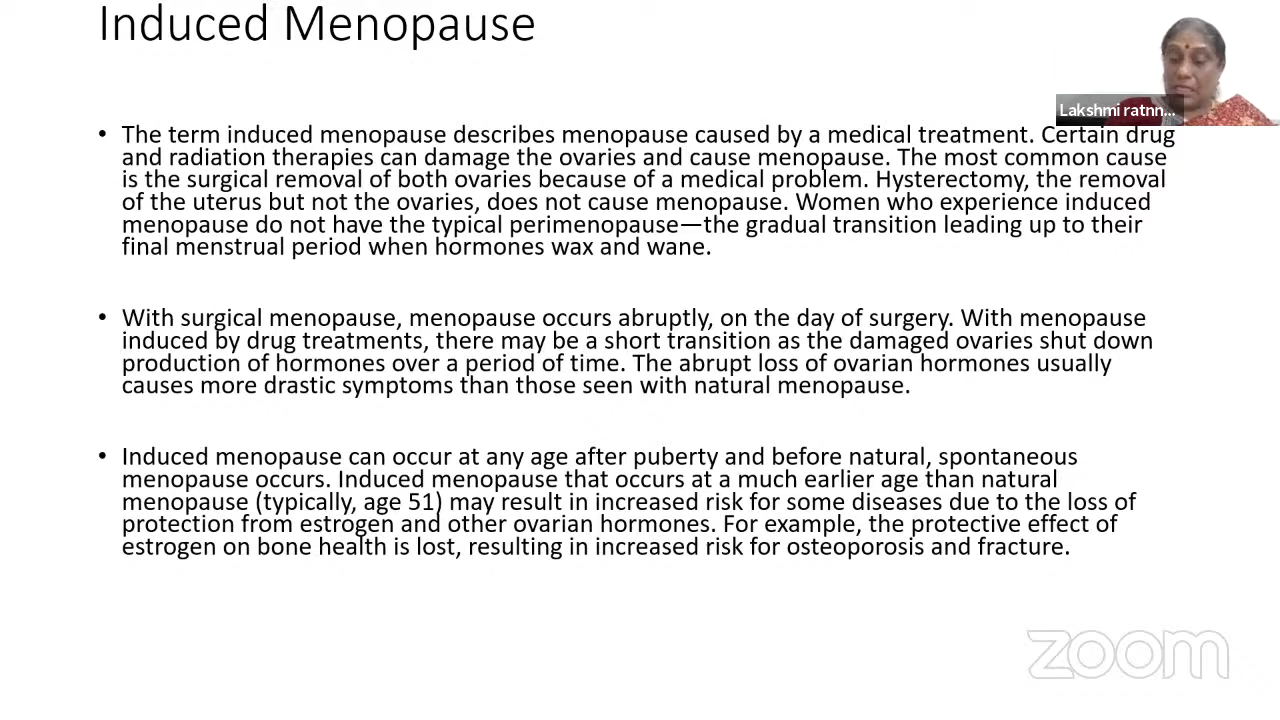 Induced Menopause
Lakshmi ratnn...
• The term induced menopause describes menopause caused by a medical treatment. Certain drug
and radiation therapies can damage the ovaries and cause menopause. The most common cause
is the surgical removal of both ovaries because of a medical problem. Hysterectomy, the removal
of the uterus but not the ovaries, does not cause menopause. Women who experience induced
menopause do not have the typical perimenopause—the gradual transition leading up to their
final menstrual period when hormones wax and wane.
• With surgical menopause, menopause occurs abruptly, on the day of surgery. With menopause
induced by drug treatments, there may be a short transition as the damaged ovaries shut down
production of hormones over a period of time. The abrupt loss of ovarian hormones usually
causes more drastic symptoms than those seen with natural menopause.
• Induced menopause can occur at any age after puberty and before natural, spontaneous
menopause occurs. Induced menopause that occurs at a much earlier age than natural
menopause (typically, age 51) may result in increased risk for some diseases due to the loss of
protection from estrogen and other ovarian hormones. For example, the protective effect of
estrogen on bone health is lost, resulting in increased risk for osteoporosis and fracture.
zoom